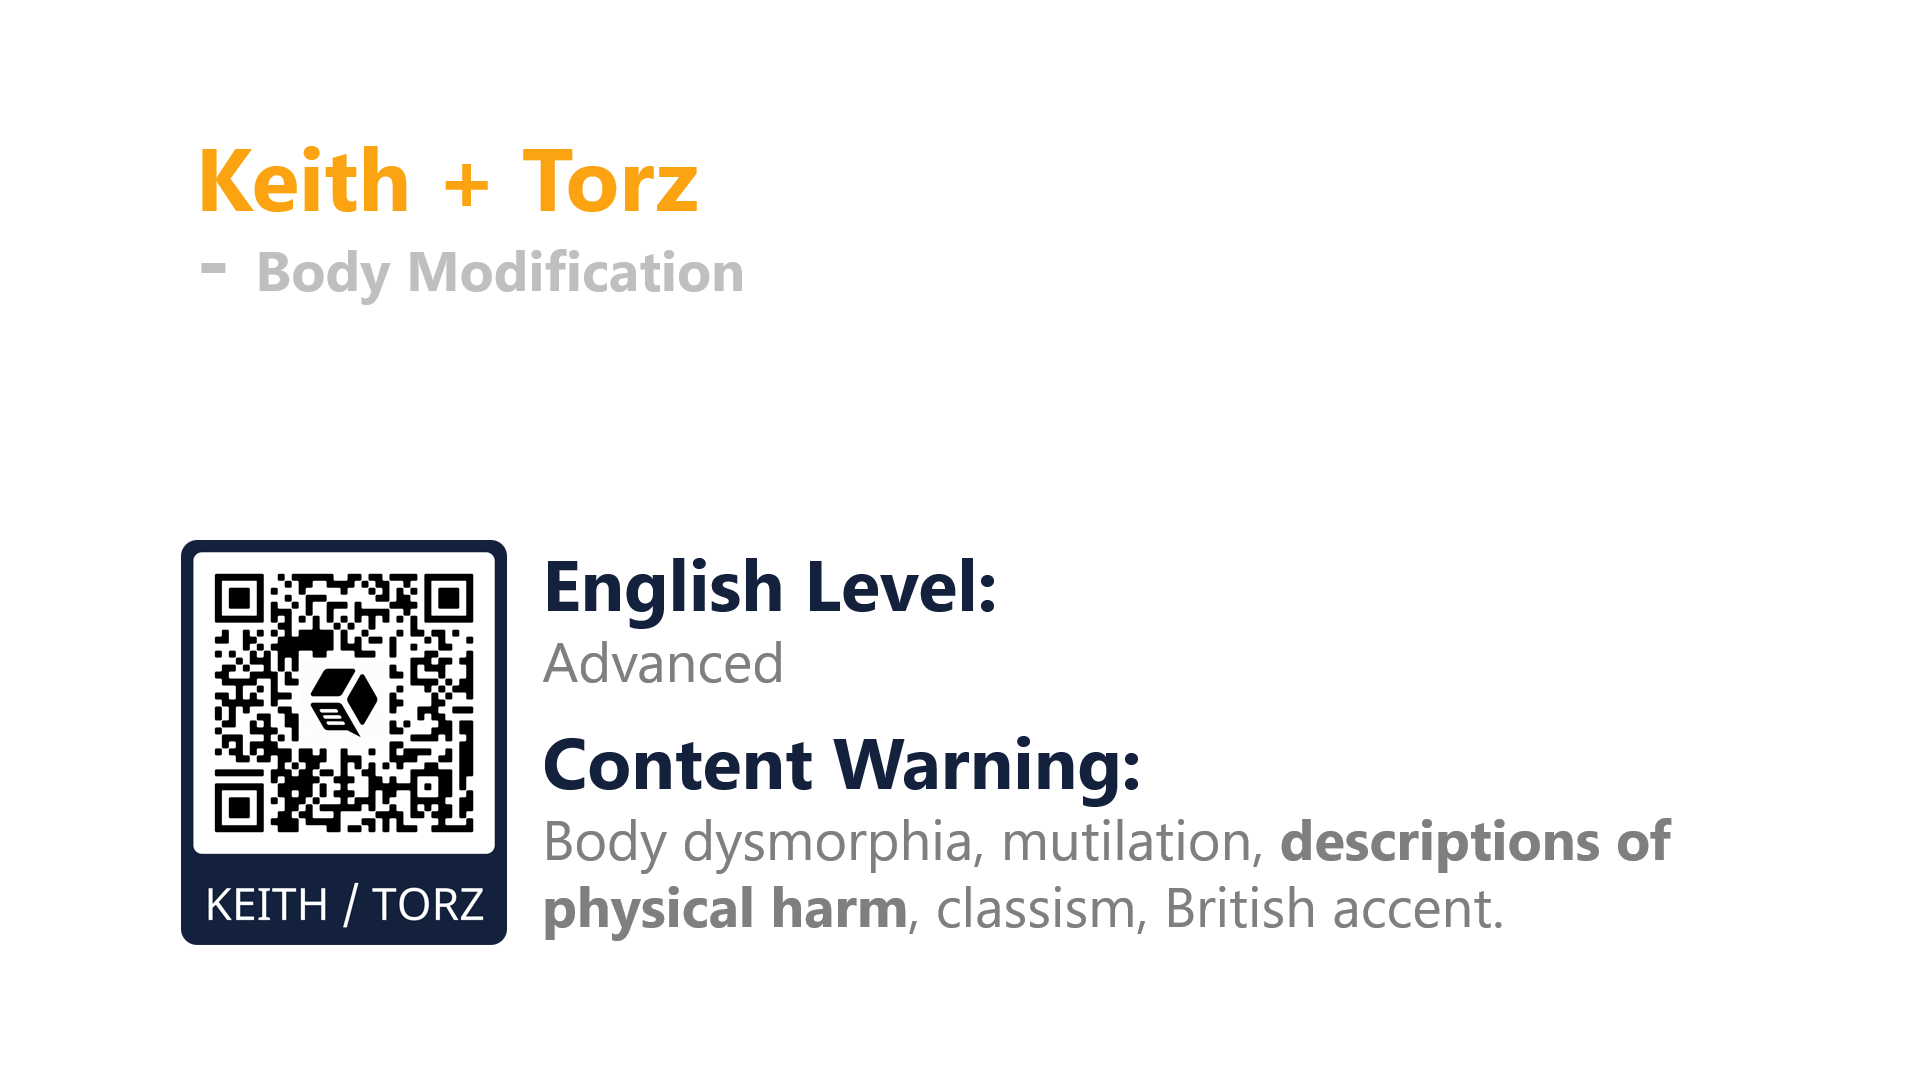 Keith + Torz
- Body Modification
English Level:
Advanced
Content Warning:
Body dysmorphia, mutilation, descriptions of
physical harm, classism, British accent.
KEITH / TORZ